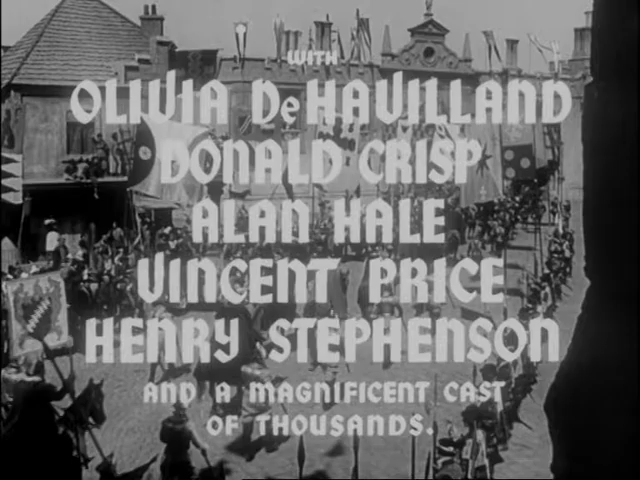 WITH
OLIVIA DeHAVILLAND
DONALD CRISP
ALAN HALE
VINCENT PRICE
HENRY STEPHENSON
AND A MAGNIFICENT CAST
OF THOUSANDS.